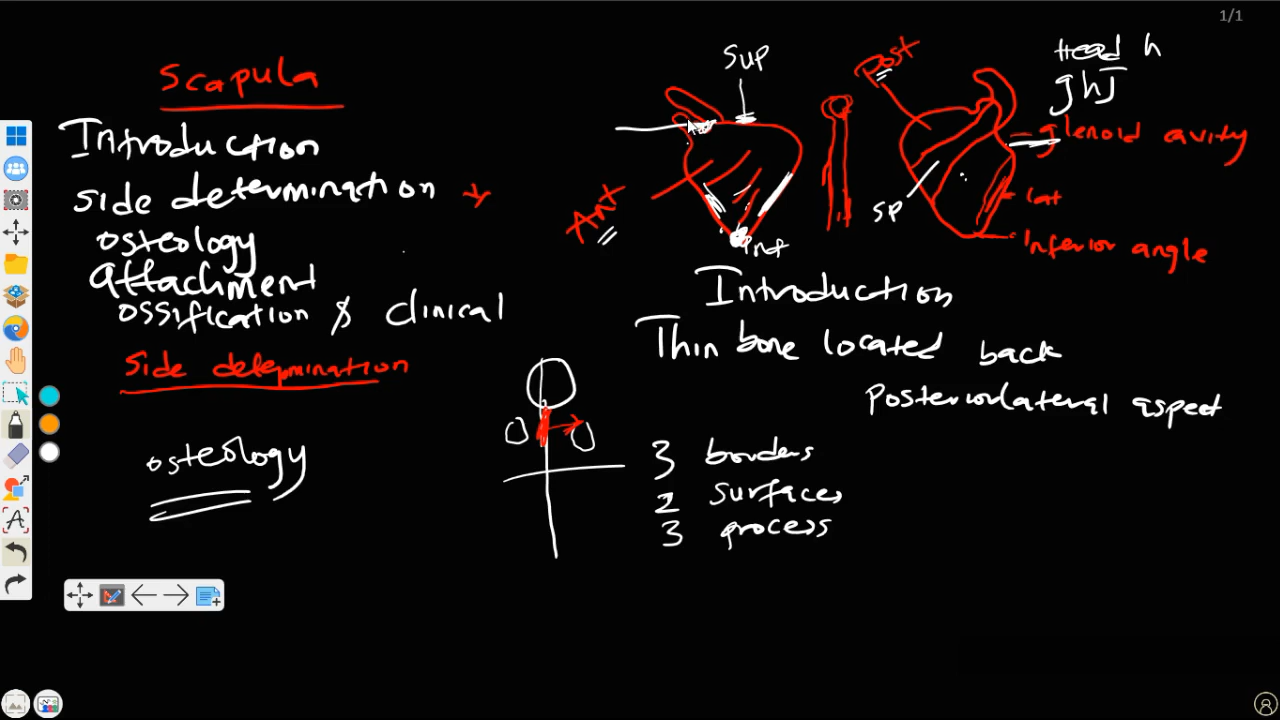 1/1
Scapula
Introduction
side determination
osteology
attachment
ossification & clinical
Side determination
osteology
Sup
Ant
Inf
Post
SP
Head h
ghJ
glenoid cavity
lat
Inferior angle
Introduction
Thin bone located back
Posteriorlateral aspect
3 borders
2 surfaces
3 process